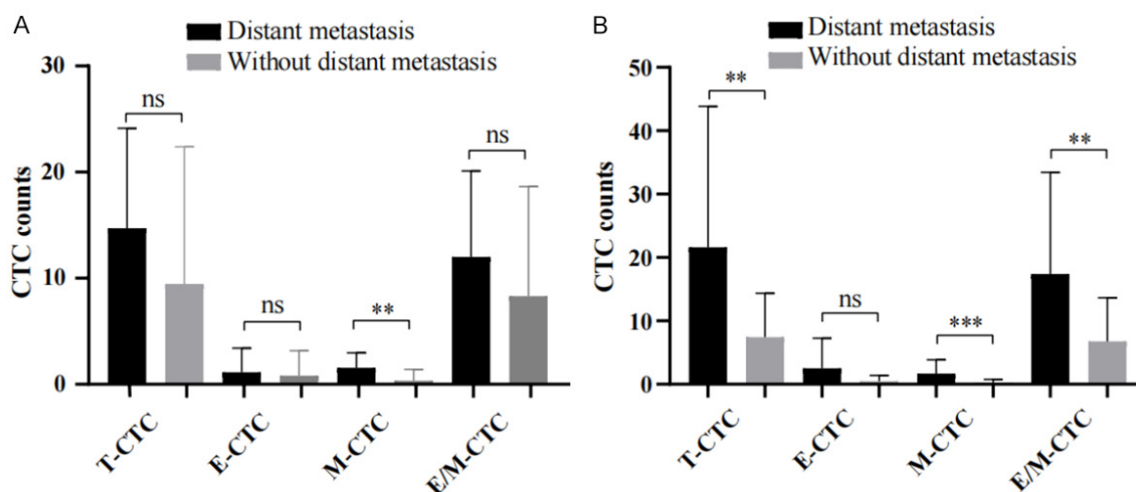 A
Distant metastasis
Without distant metastasis
30
20
10
0
CTC counts
ns
ns
**
ns
T-CTC
E-CTC
M-CTC
E/M-CTC
B
Distant metastasis
Without distant metastasis
50
40
30
20
10
0
CTC counts
**
ns
***
**
T-CTC
E-CTC
M-CTC
E/M-CTC